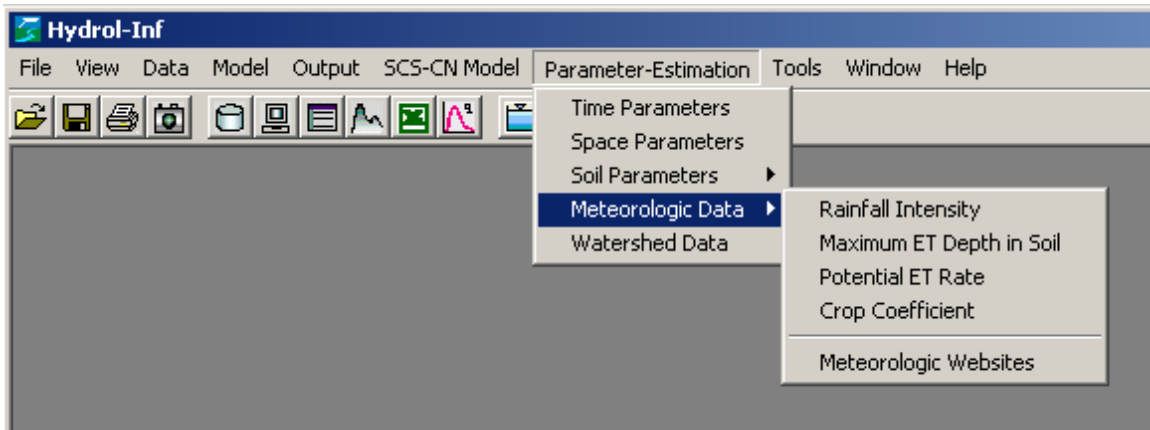 Hydrol-Inf
File View Data Model Output SCS-CN Model Parameter-Estimation Tools Window Help
Time Parameters
Space Parameters
Soil Parameters
Meteorologic Data
Watershed Data
Rainfall Intensity
Maximum ET Depth in Soil
Potential ET Rate
Crop Coefficient
Meteorologic Websites